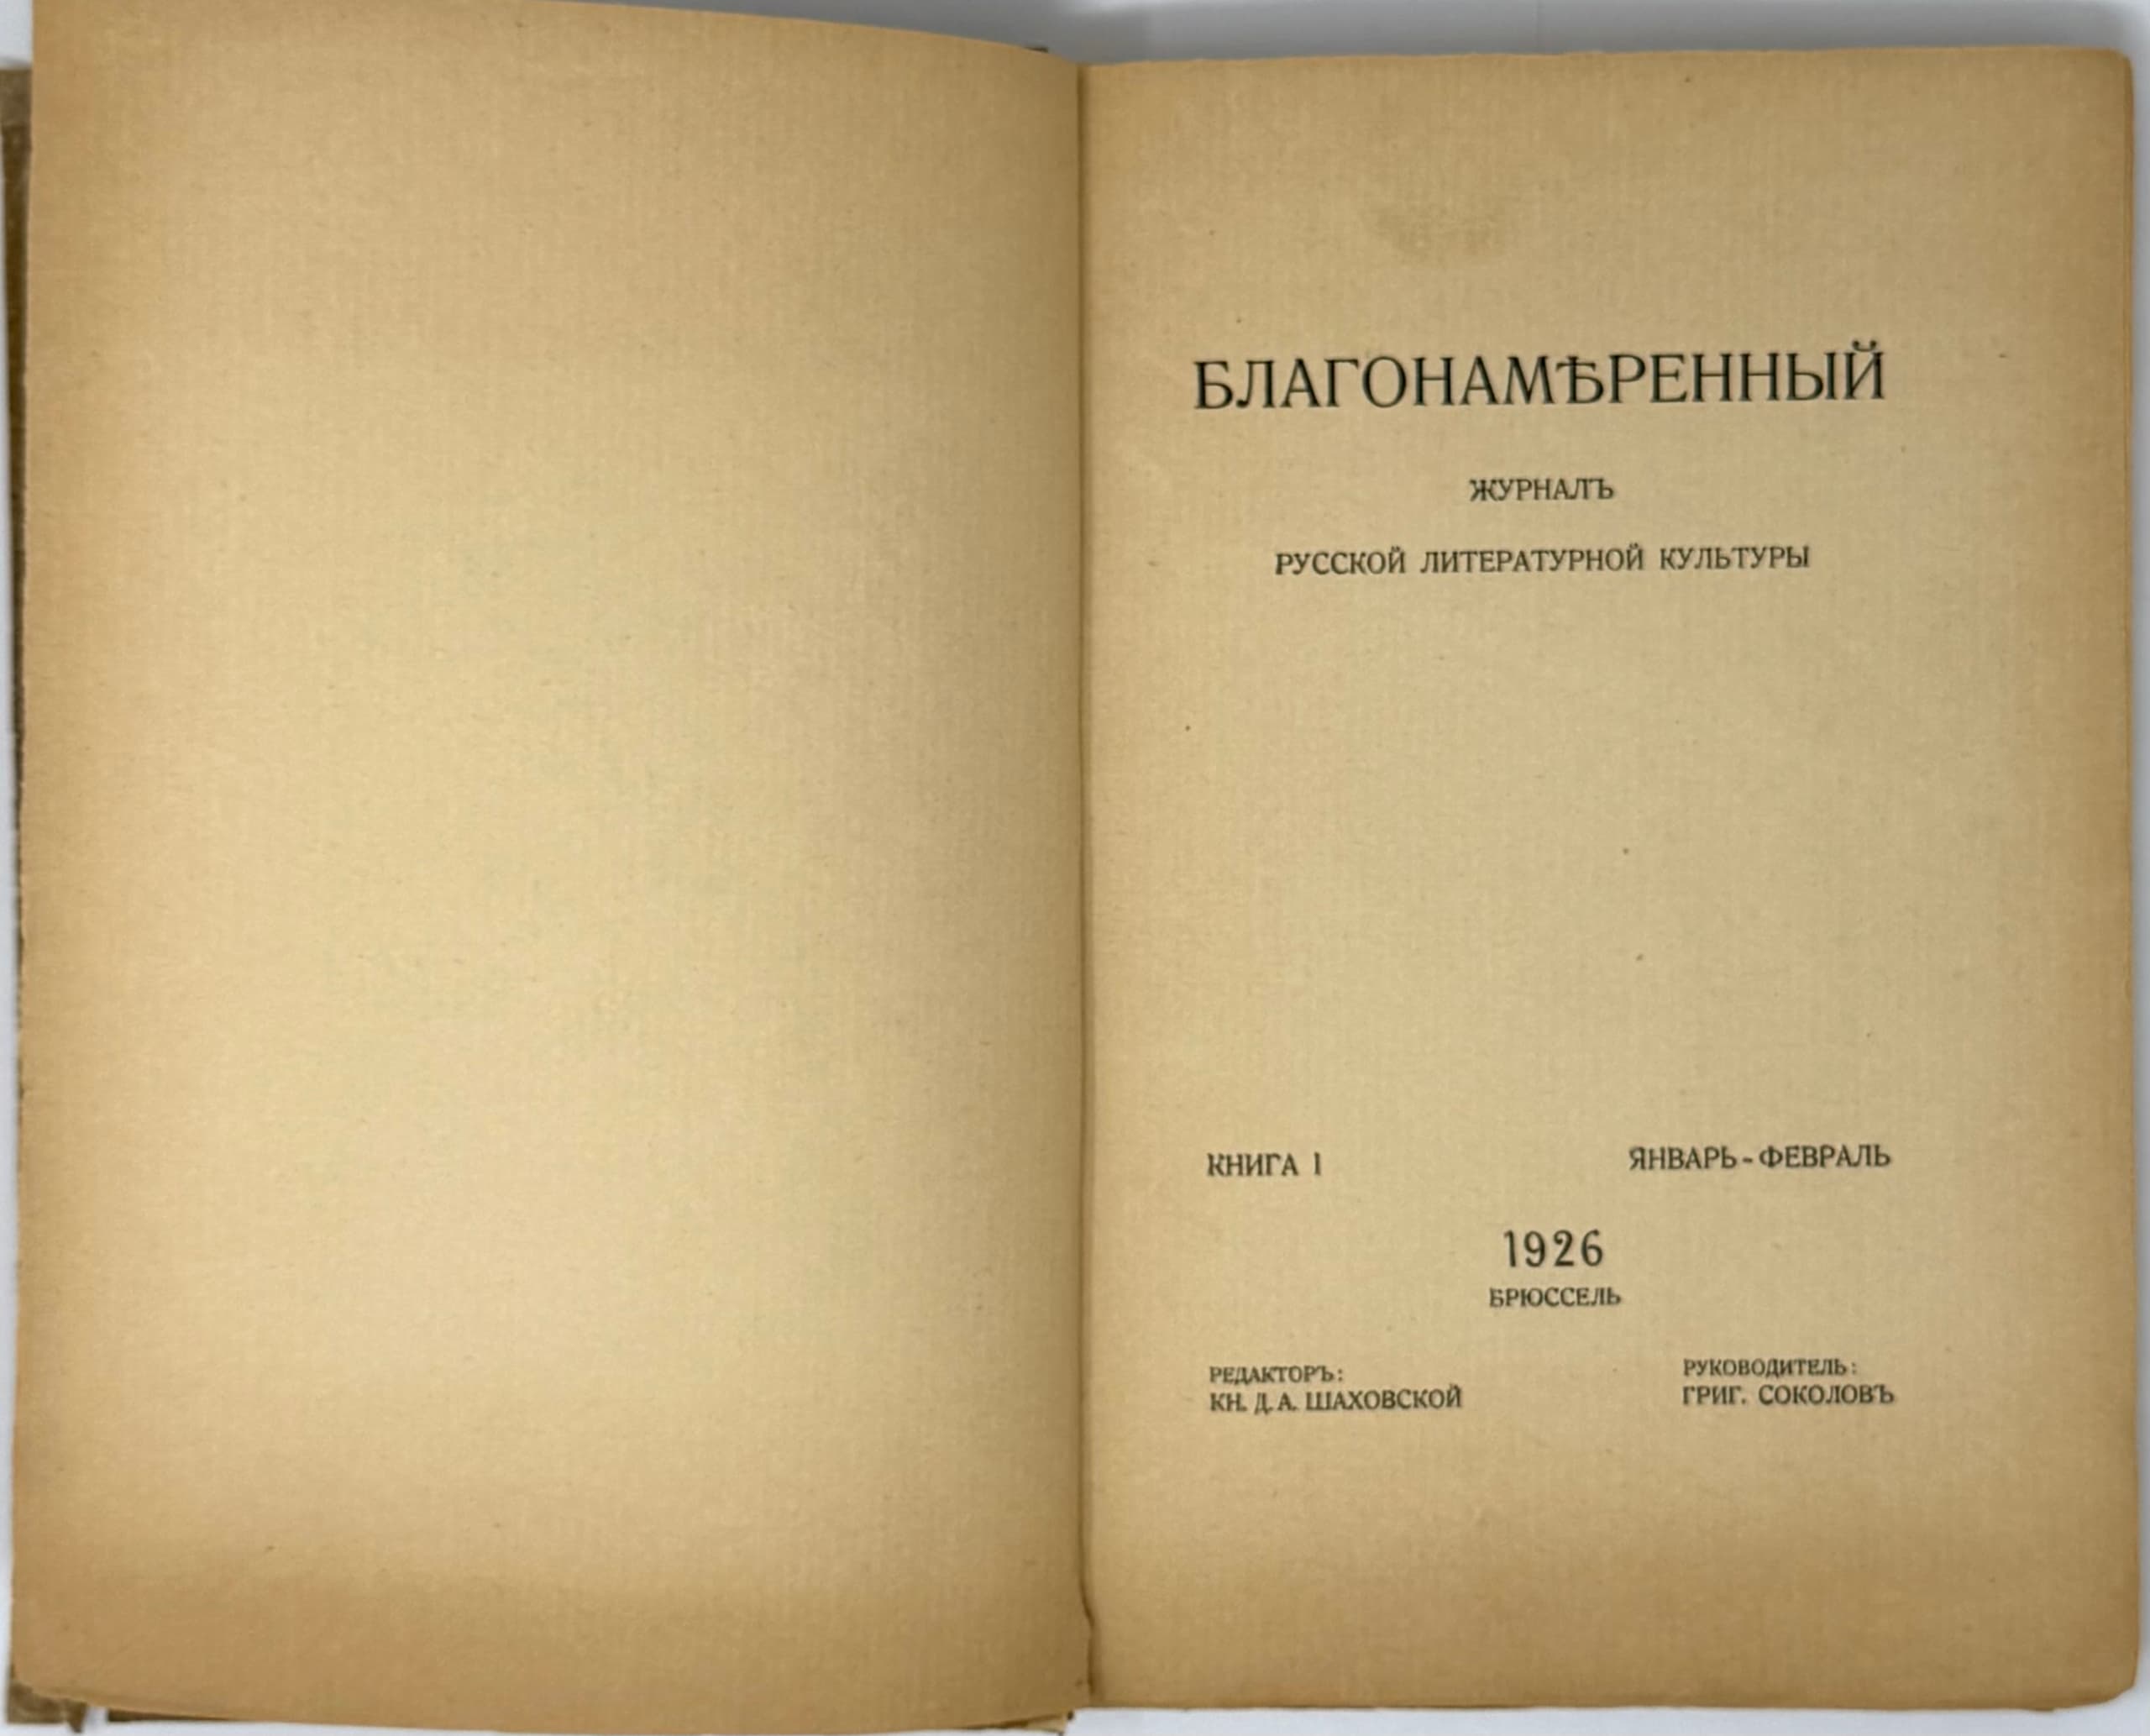 БЛАГОНАМѢРЕННЫЙ
ЖУРНАЛЪ
РУССКОЙ ЛИТЕРАТУРНОЙ КУЛЬТУРЫ
КНИГА I
ЯНВАРЬ-ФЕВРАЛЬ
1926
БРЮССЕЛЬ
РЕДАКТОРЪ:
КН. Д. А. ШАХОВСКОЙ
РУКОВОДИТЕЛЬ:
ГРИГ. СОКОЛОВЪ